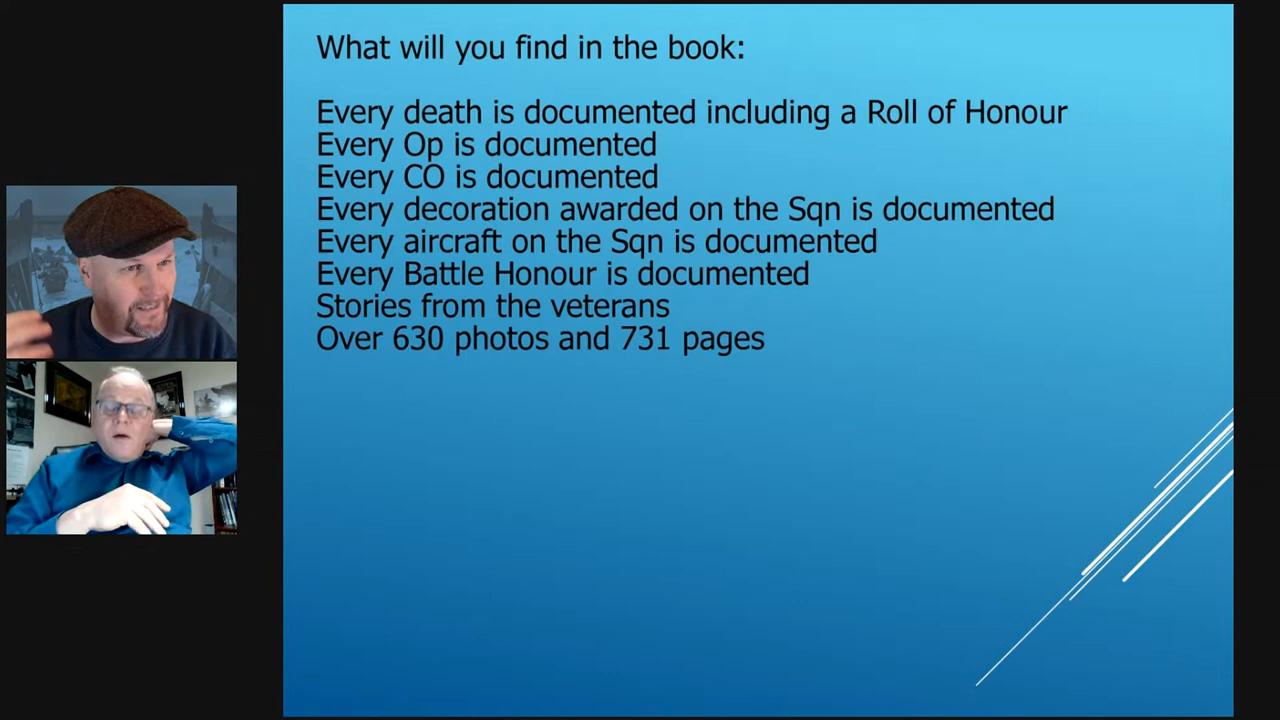 What will you find in the book:
Every death is documented including a Roll of Honour
Every Op is documented
Every CO is documented
Every decoration awarded on the Sqn is documented
Every aircraft on the Sqn is documented
Every Battle Honour is documented
Stories from the veterans
Over 630 photos and 731 pages